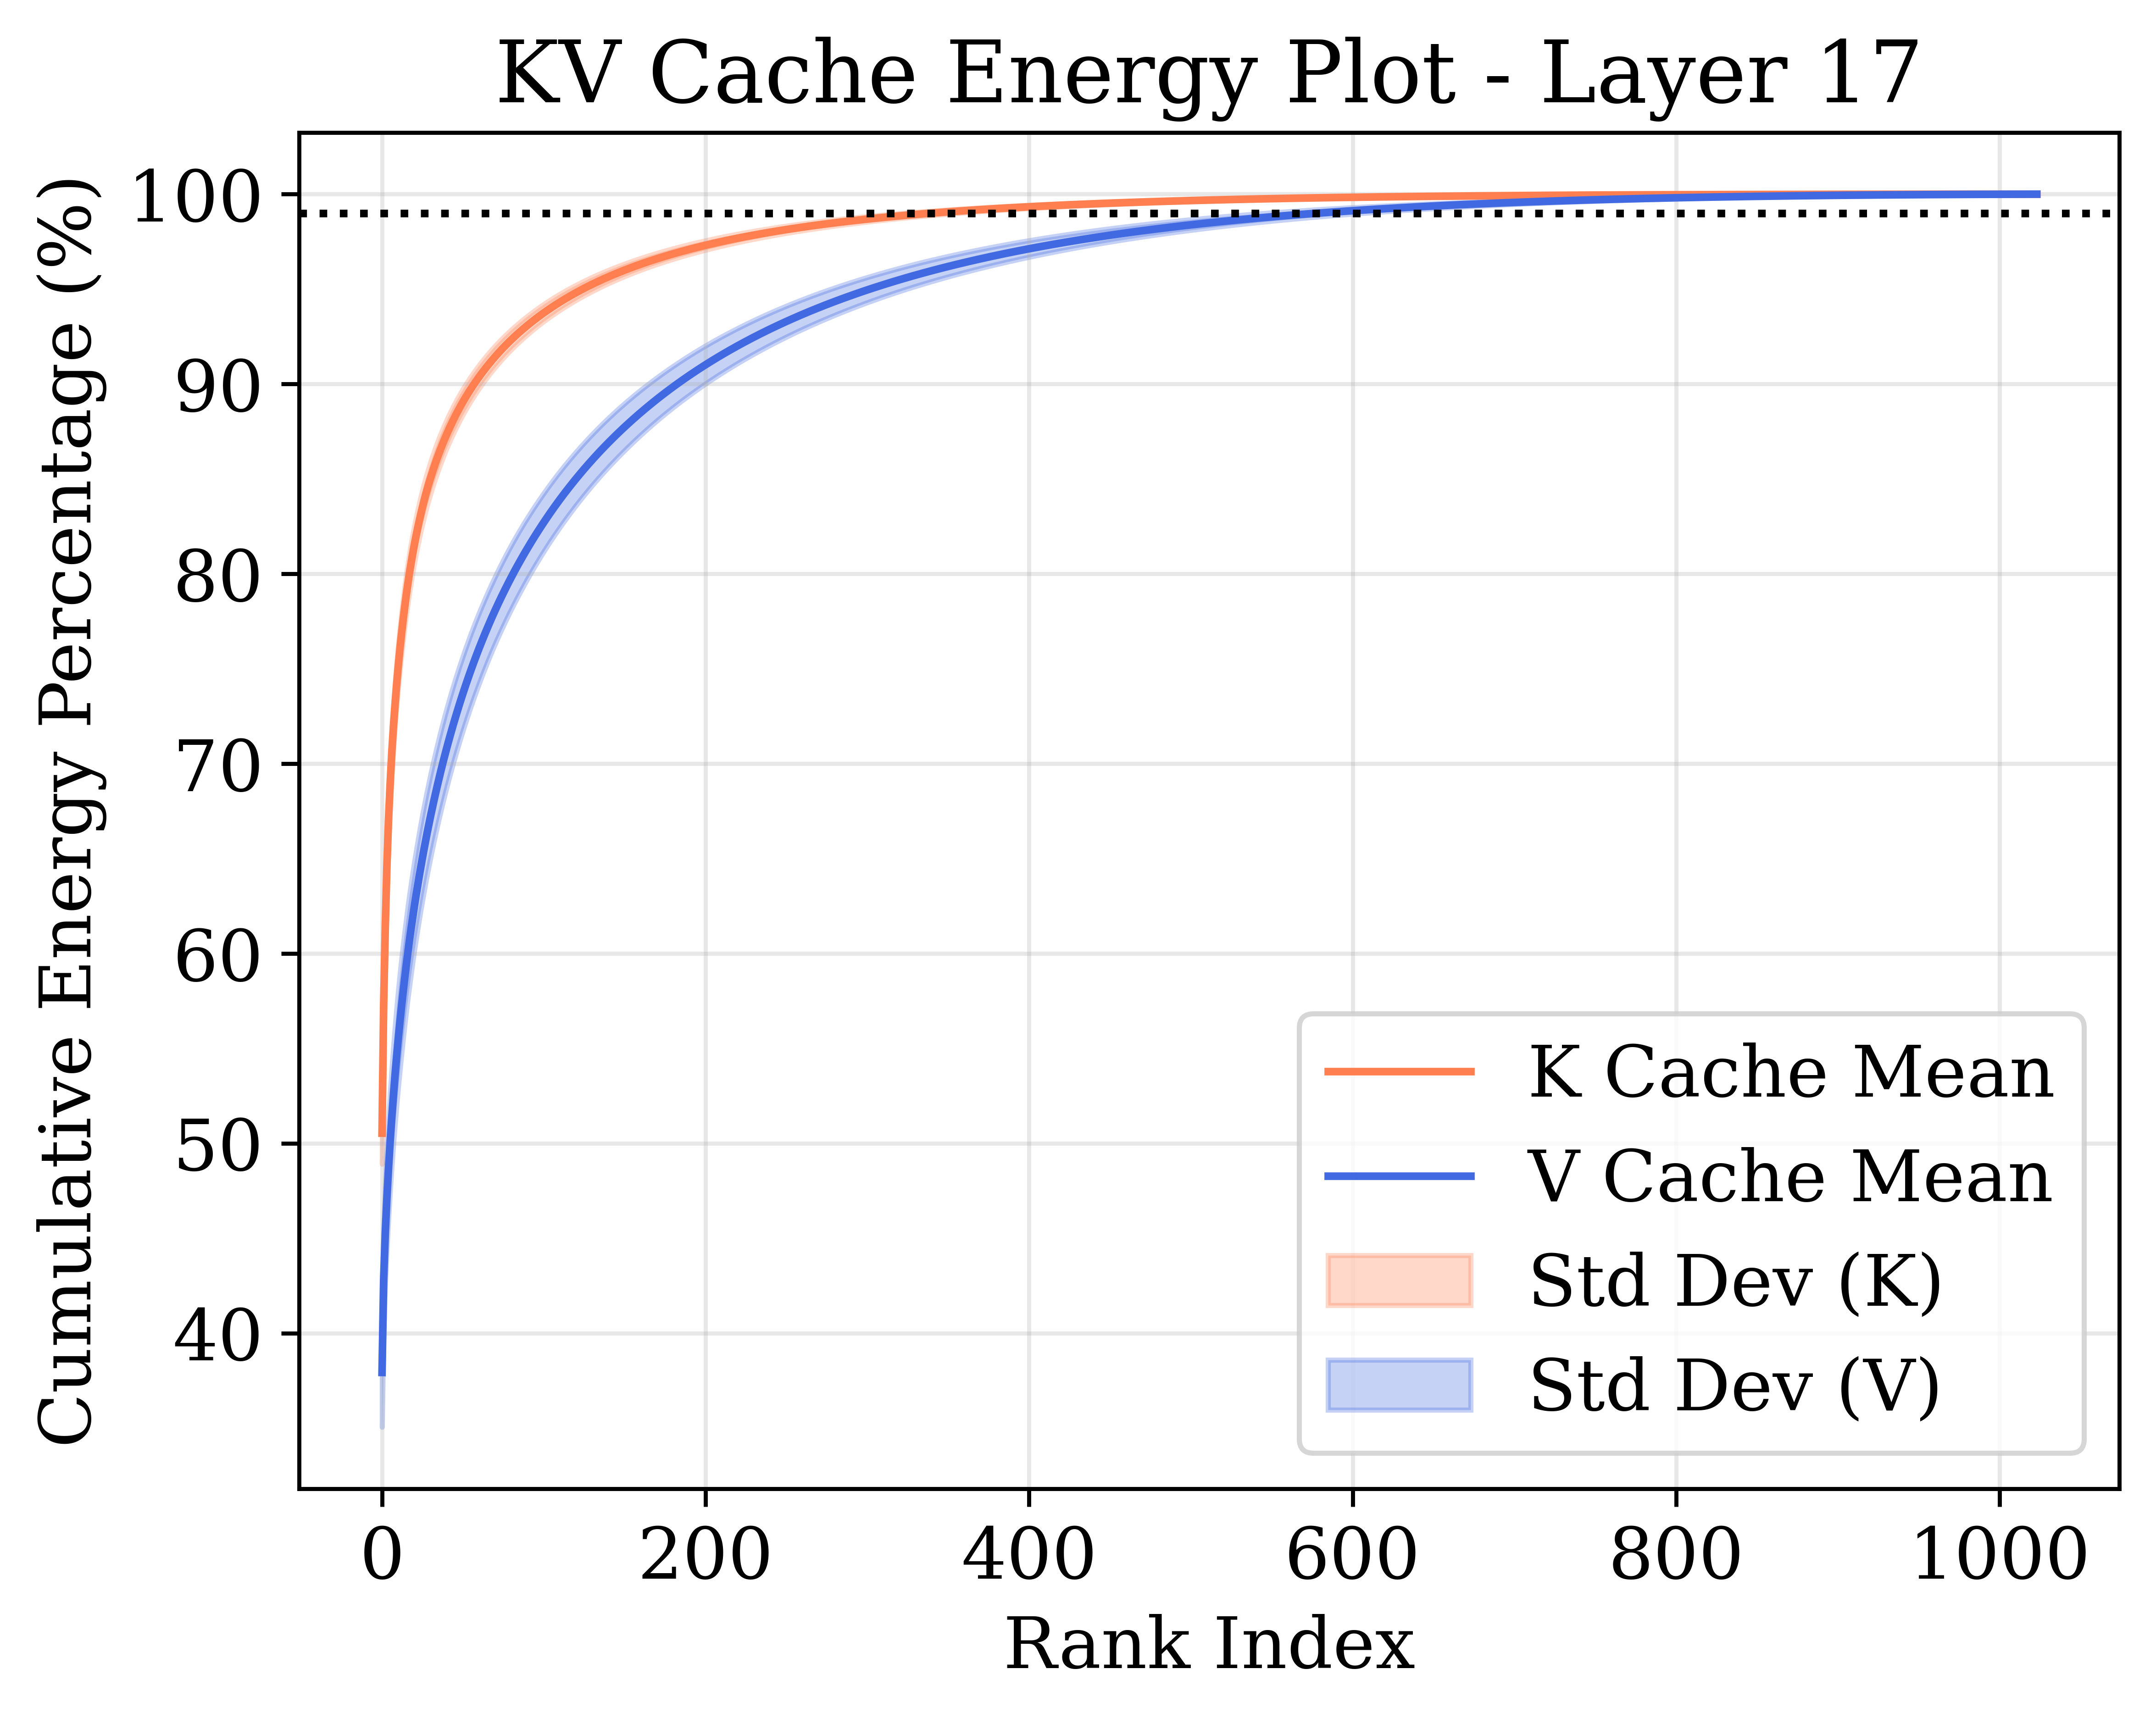 KV Cache Energy Plot - Layer 17
Cumulative Energy Percentage (%)
100
90
80
70
60
50
40
K Cache Mean
V Cache Mean
Std Dev (K)
Std Dev (V)
0 200 400 600 800 1000
Rank Index